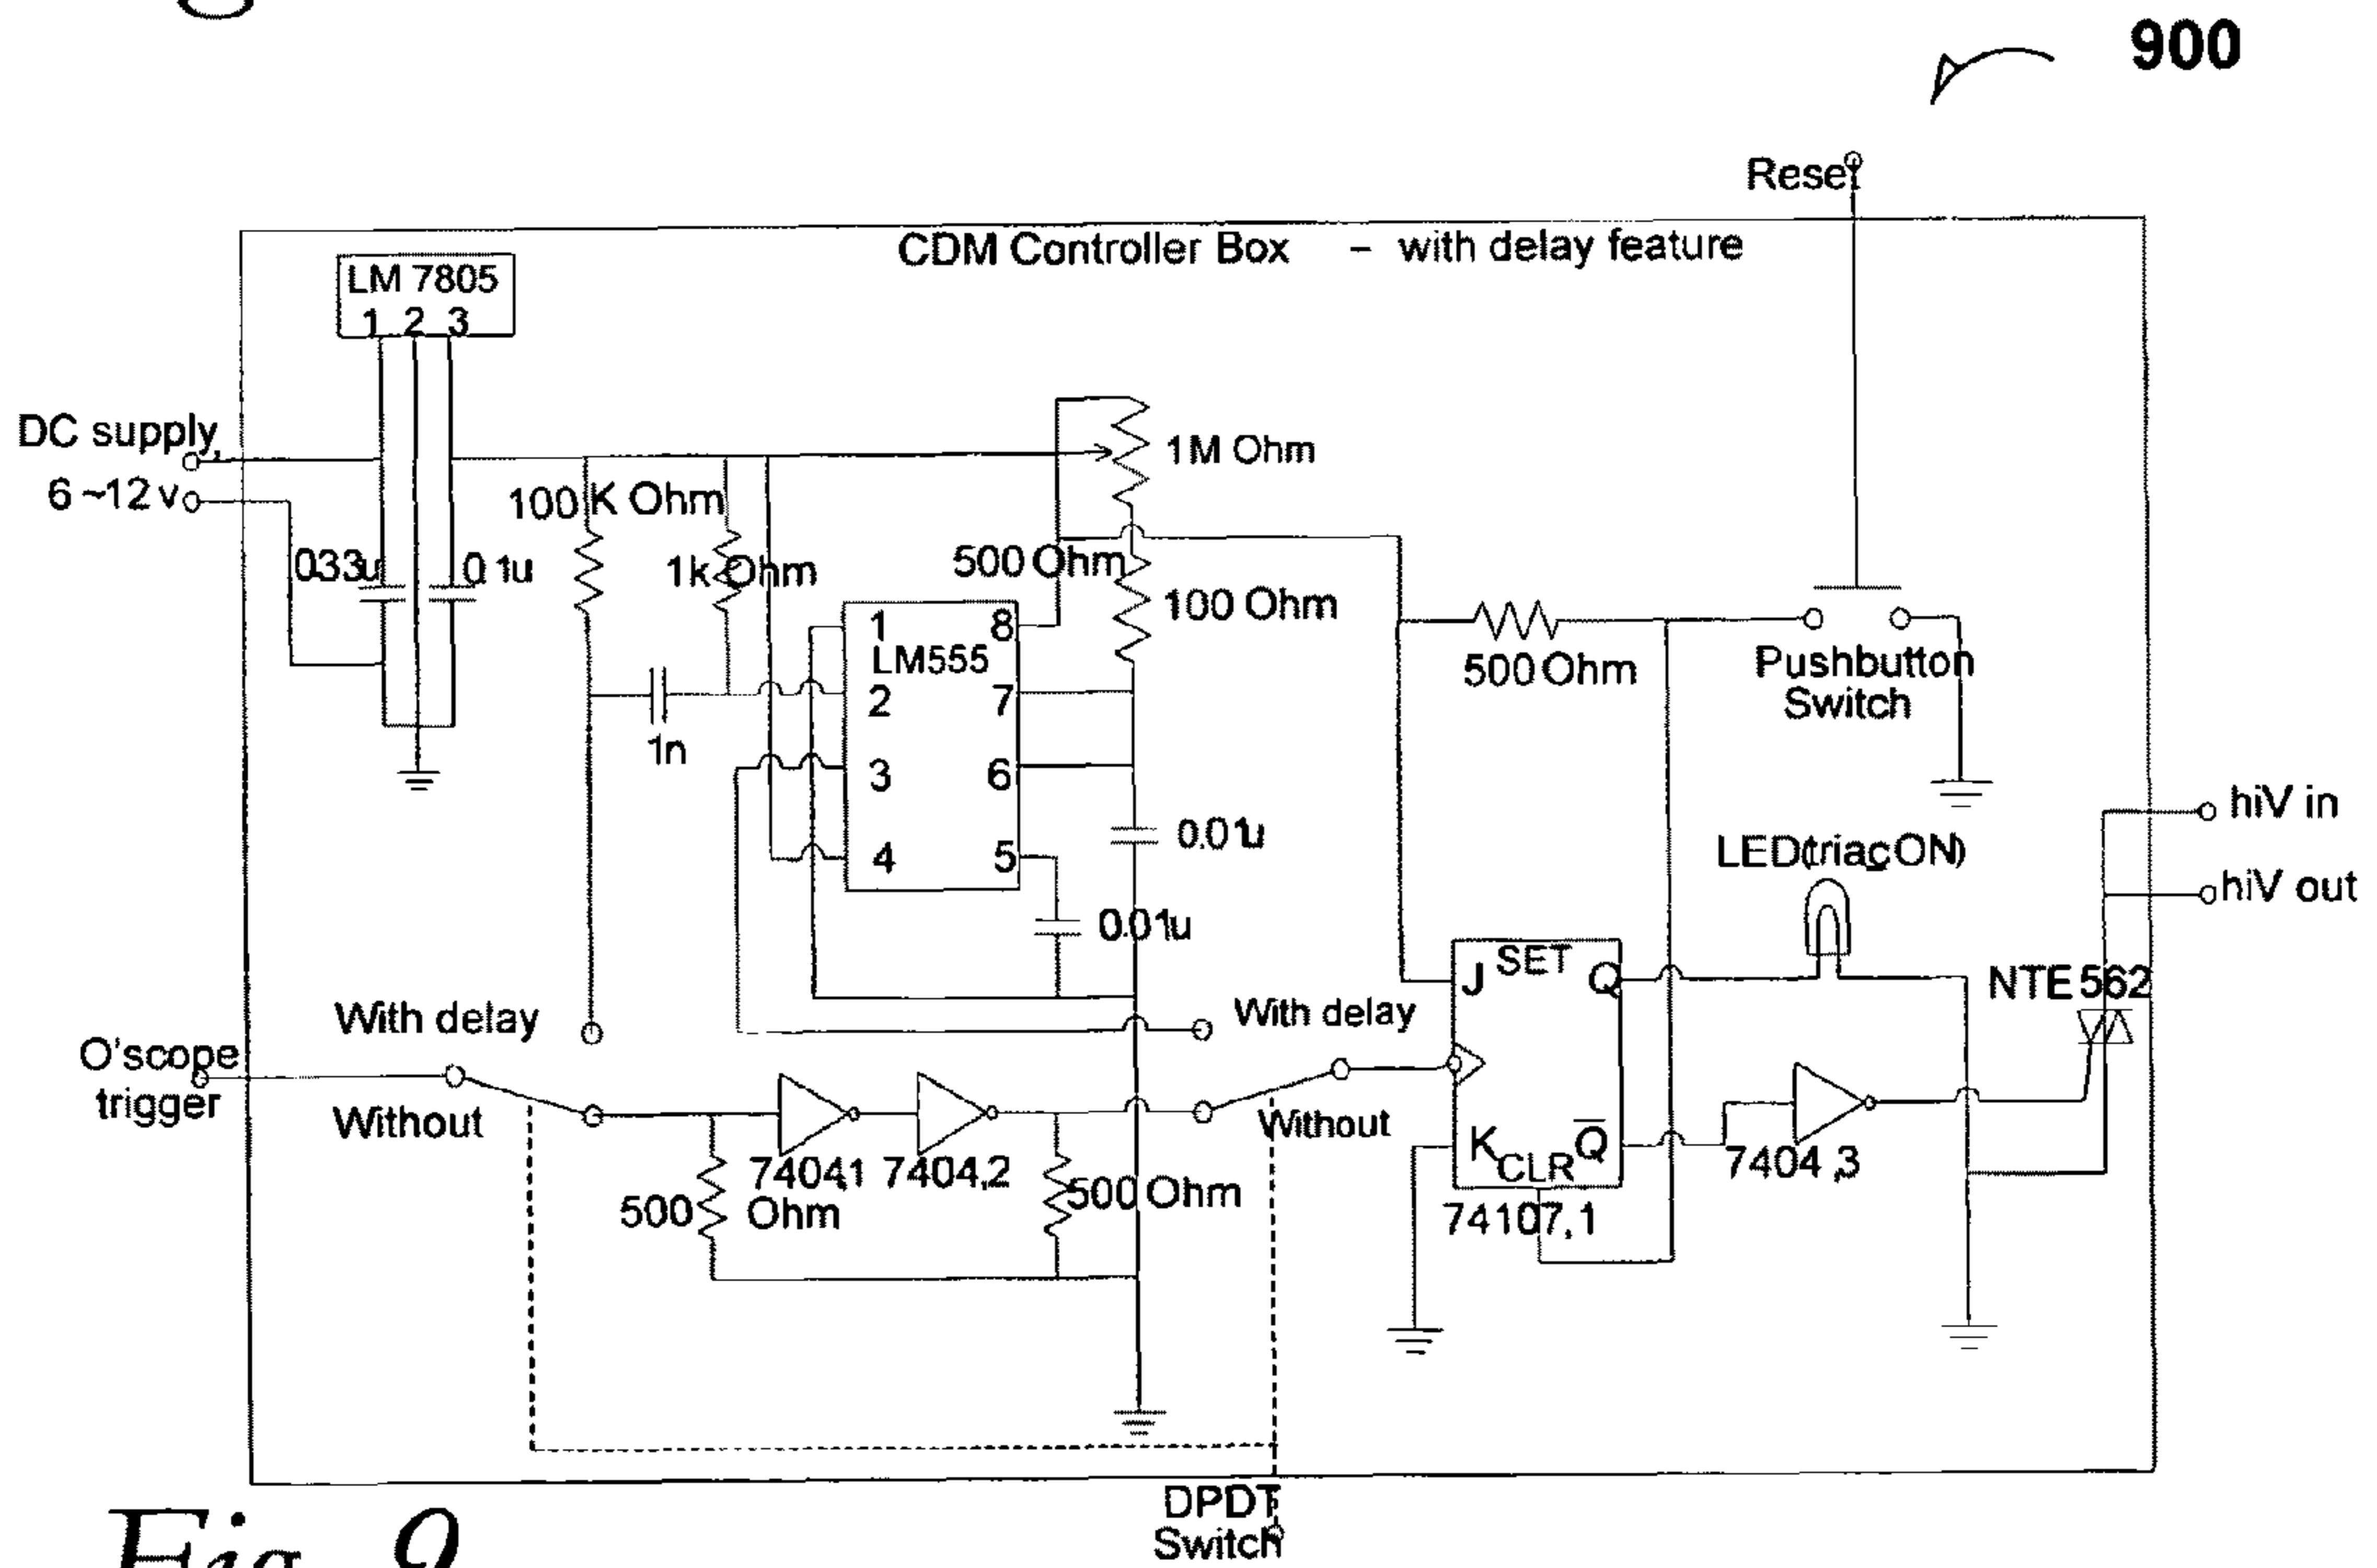 900
Reset
CDM Controller Box - with delay feature
LM 7805
1 2 3
DC supply,
6 ~12 v
033u
0.1u
100 K Ohm
1k Ohm
1M Ohm
500 Ohm
100 Ohm
LM555
1
2
3
4
8
7
6
5
1n
0.01u
0.01u
500 Ohm
Pushbutton
Switch
hiV in
hiV out
LED(triac ON)
NTE 562
With delay
Without
O'scope
trigger
With delay
Without
J SET Q
K CLR Q̅
74107,1
7404,1 7404,2
7404,3
500 Ohm
500 Ohm
DPDT
Switch
Fig. 9